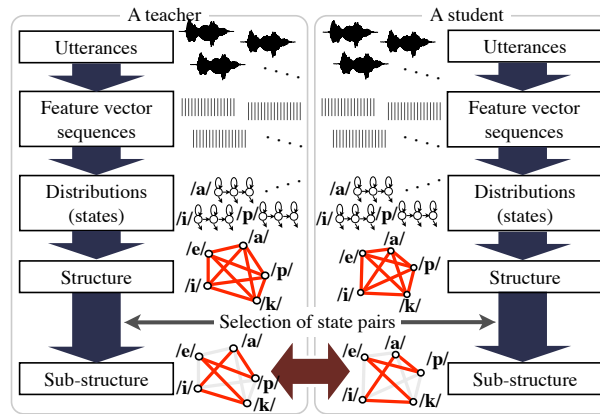 A teacher
A student
Utterances
Utterances
Feature vector
sequences
Feature vector
sequences
Distributions
(states)
/a/
/i/
/p/
/a/
/i/
/p/
Distributions
(states)
Structure
/e/
/a/
/p/
/i/
/k/
/e/
/a/
/p/
/i/
/k/
Structure
Selection of state pairs
Sub-structure
/e/
/a/
/p/
/i/
/k/
/e/
/a/
/p/
/i/
/k/
Sub-structure